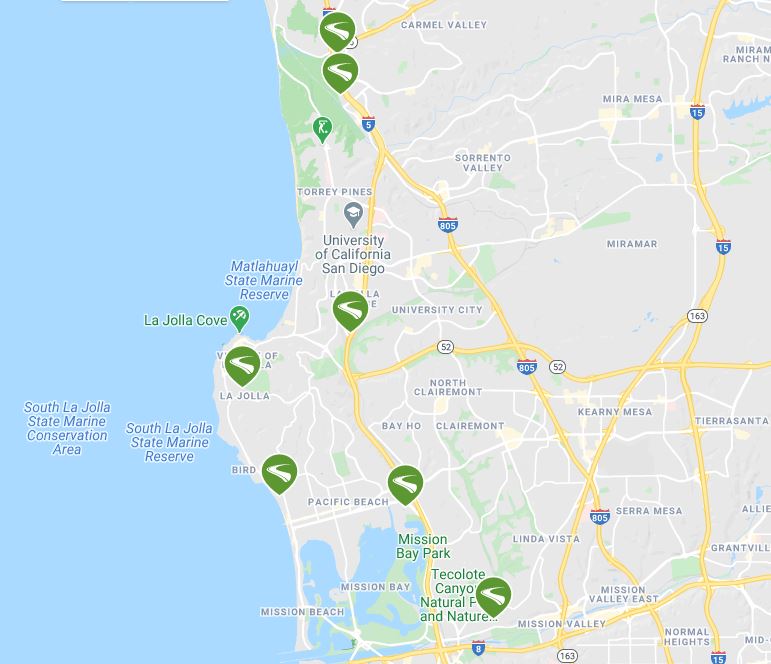 CARMEL VALLEY
MIRAM
RANCH N
MIRA MESA
15
5
SORRENTO
VALLEY
TORREY PINES
805
University
of California
San Diego
MIRAMAR
15
Matlahuayl
State Marine
Reserve
LA
UNIVERSITY CITY
163
La Jolla Cove
52
805
52
OF
LA JOLLA
NORTH
CLAIREMONT
South La Jolla
State Marine
Conservation
Area
South La Jolla
State Marine
Reserve
KEARNY MESA
TIERRASANTA
BAY HO
CLAIREMONT
BIRD
PACIFIC BEACH
805
SERRA MESA
ALLIE
Mission
Bay Park
LINDA VISTA
GRANTVILL
Tecolote
Canyo
Natural P
and Nature...
MISSION BAY
MISSION
VALLEY EAST
MISSION BEACH
MISSION VALLEY
NORMAL
HEIGHTS
MID-
8
163
15